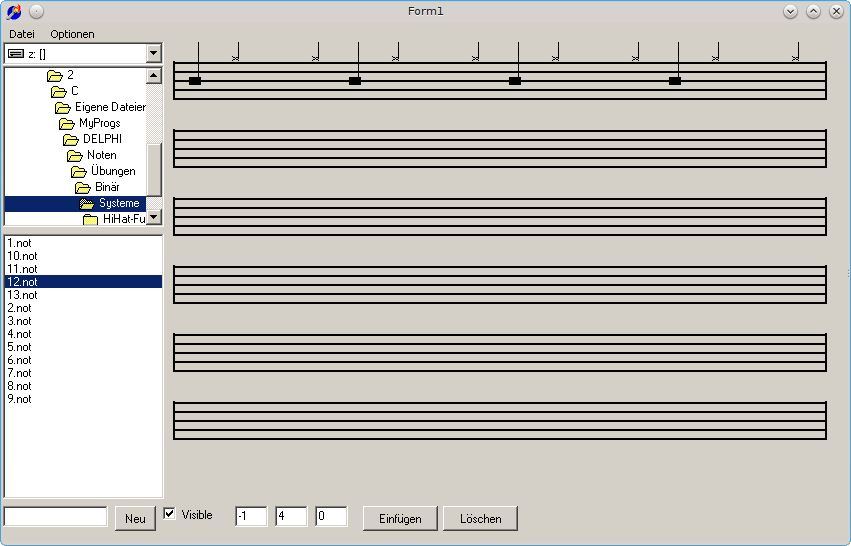 Form1
Datei Optionen
z: []
2
C
Eigene Dateien
MyProgs
DELPHI
Noten
Übungen
Binär
Systeme
HiHat-Fu
1.not
10.not
11.not
12.not
13.not
2.not
3.not
4.not
5.not
6.not
7.not
8.not
9.not
Neu Visible -1 4 0 Einfügen Löschen